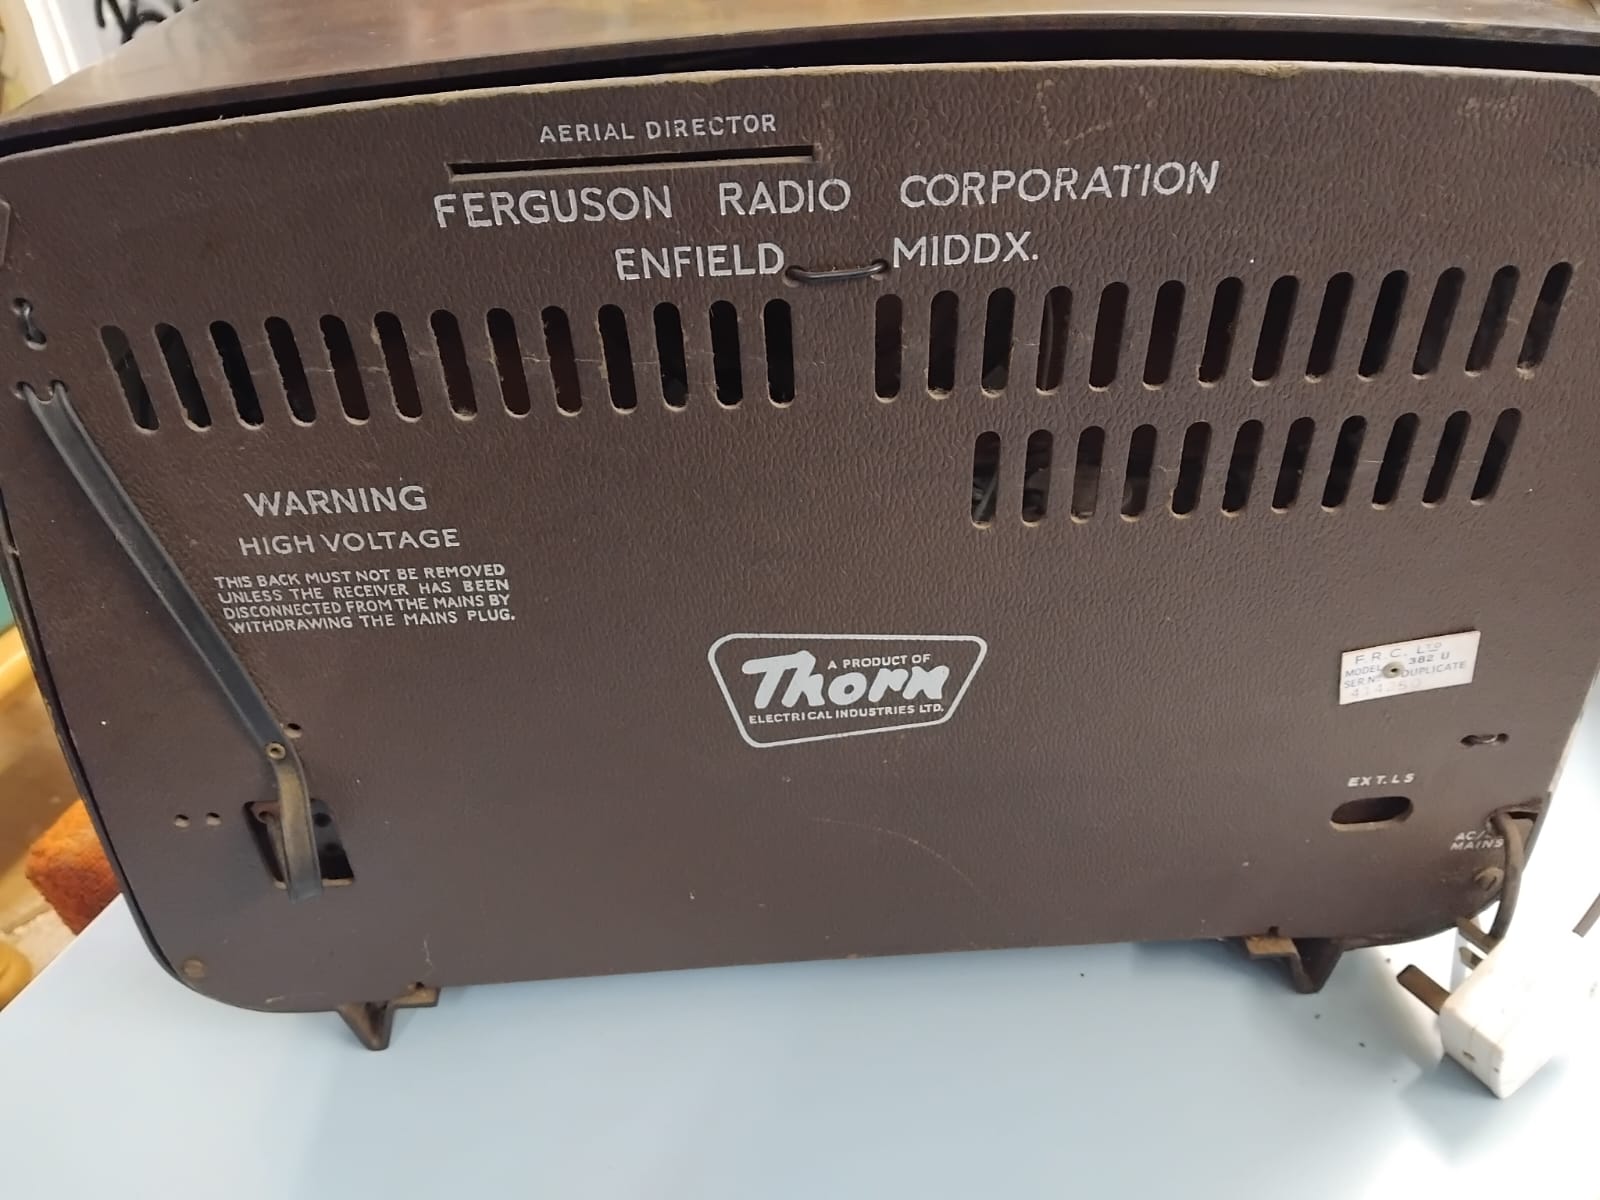 AERIAL DIRECTOR
FERGUSON RADIO CORPORATION
ENFIELD MIDDX.
WARNING
HIGH VOLTAGE
THIS BACK MUST NOT BE REMOVED
UNLESS THE RECEIVER HAS BEEN
DISCONNECTED FROM THE MAINS BY
WITHDRAWING THE MAINS PLUG.
A PRODUCT OF
Thorn
ELECTRICAL INDUSTRIES LTD.
F.R.C. LTD
MODEL 382 U
SER.Nº DUPLICATE
EXT. LS
MAINS